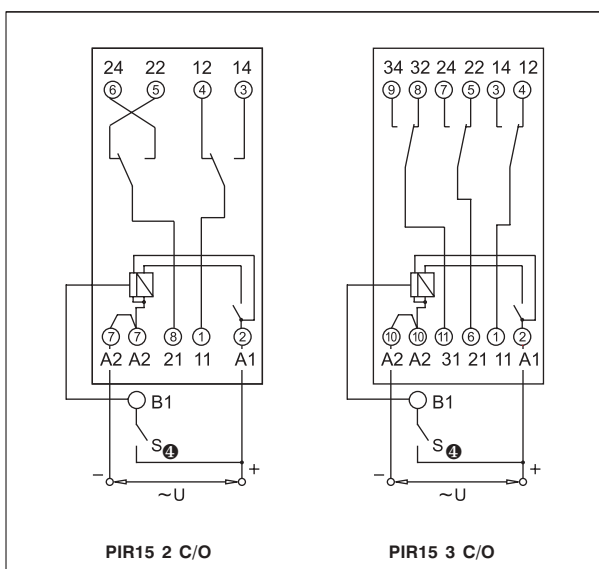 24 22 12 14 34 32 24 22 14 12
6 5 4 3 9 8 7 5 3 4
7 7 8 1 2 10 10 11 6 1 2
A2 A2 21 11 A1 A2 A2 31 21 11 A1
B1 B1
S 4 S 4
– + – +
~U ~U
PIR15 2 C/O PIR15 3 C/O